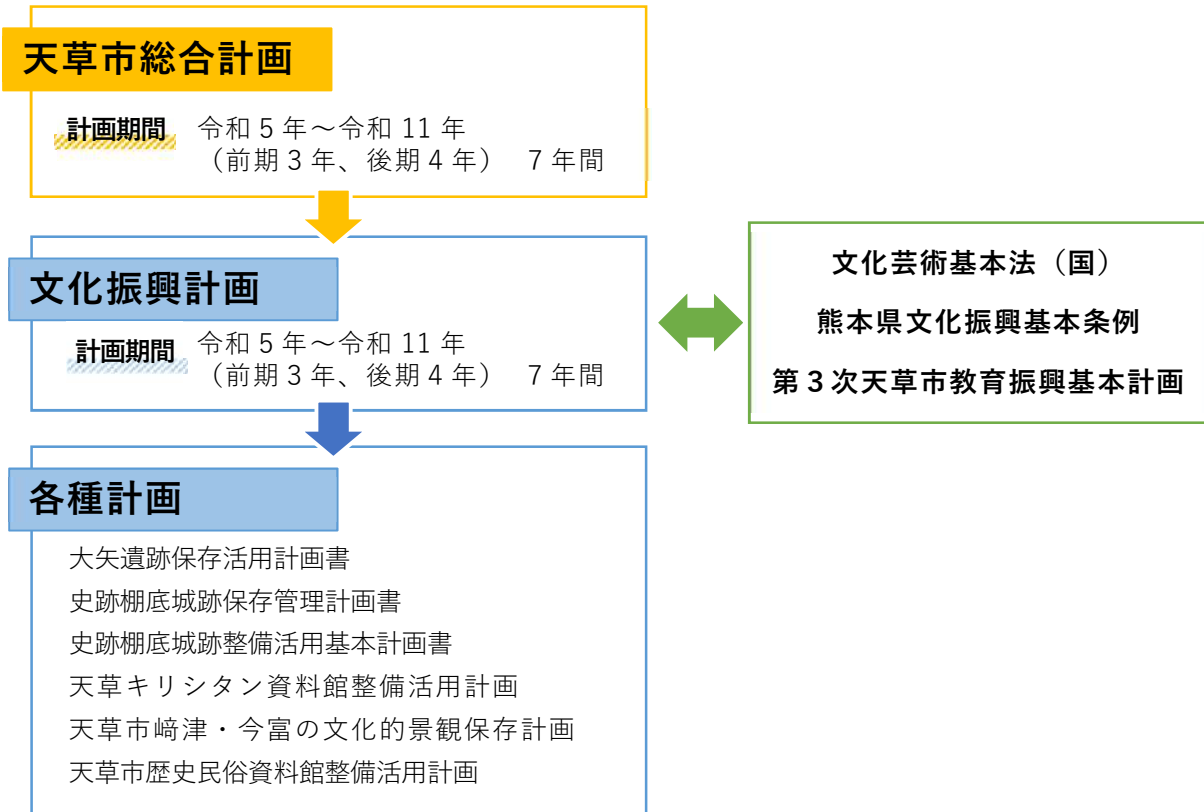 天草市総合計画
計画期間 令和5年～令和11年
（前期3年、後期4年） 7年間
文化振興計画
計画期間 令和5年～令和11年
（前期3年、後期4年） 7年間
文化芸術基本法（国）
熊本県文化振興基本条例
第3次天草市教育振興基本計画
各種計画
大矢遺跡保存活用計画書
史跡棚底城跡保存管理計画書
史跡棚底城跡整備活用基本計画書
天草キリシタン資料館整備活用計画
天草市﨑津・今富の文化的景観保存計画
天草市歴史民俗資料館整備活用計画